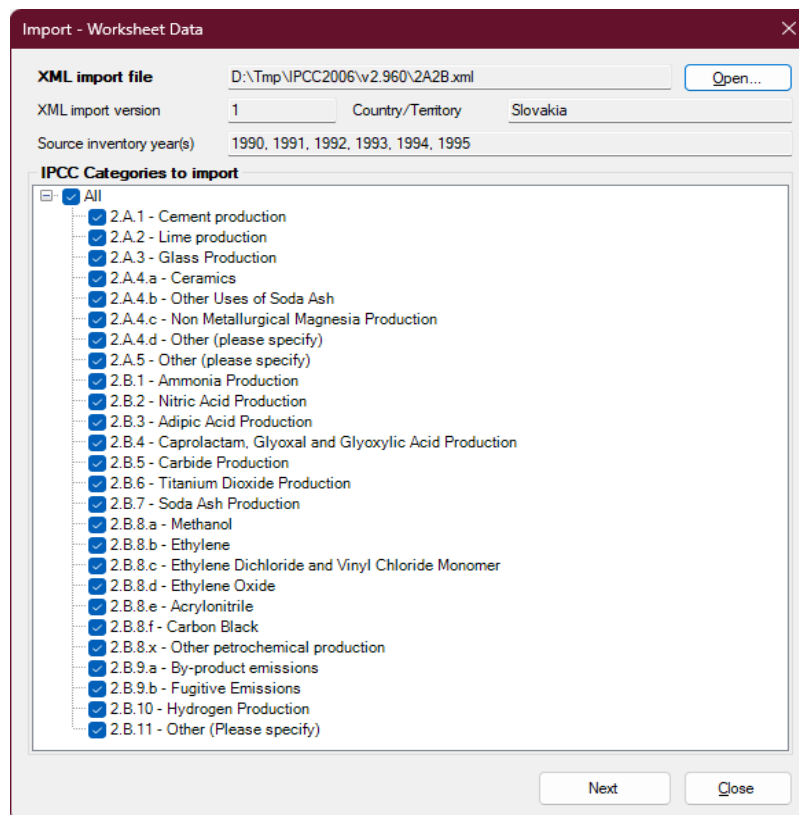 Import - Worksheet Data
XML import file D:\Tmp\IPCC2006\v2.960\2A2B.xml Open...
XML import version 1 Country/Territory Slovakia
Source inventory year(s) 1990, 1991, 1992, 1993, 1994, 1995
IPCC Categories to import
All
2.A.1 - Cement production
2.A.2 - Lime production
2.A.3 - Glass Production
2.A.4.a - Ceramics
2.A.4.b - Other Uses of Soda Ash
2.A.4.c - Non Metallurgical Magnesia Production
2.A.4.d - Other (please specify)
2.A.5 - Other (please specify)
2.B.1 - Ammonia Production
2.B.2 - Nitric Acid Production
2.B.3 - Adipic Acid Production
2.B.4 - Caprolactam, Glyoxal and Glyoxylic Acid Production
2.B.5 - Carbide Production
2.B.6 - Titanium Dioxide Production
2.B.7 - Soda Ash Production
2.B.8.a - Methanol
2.B.8.b - Ethylene
2.B.8.c - Ethylene Dichloride and Vinyl Chloride Monomer
2.B.8.d - Ethylene Oxide
2.B.8.e - Acrylonitrile
2.B.8.f - Carbon Black
2.B.8.x - Other petrochemical production
2.B.9.a - By-product emissions
2.B.9.b - Fugitive Emissions
2.B.10 - Hydrogen Production
2.B.11 - Other (Please specify)
Next Close